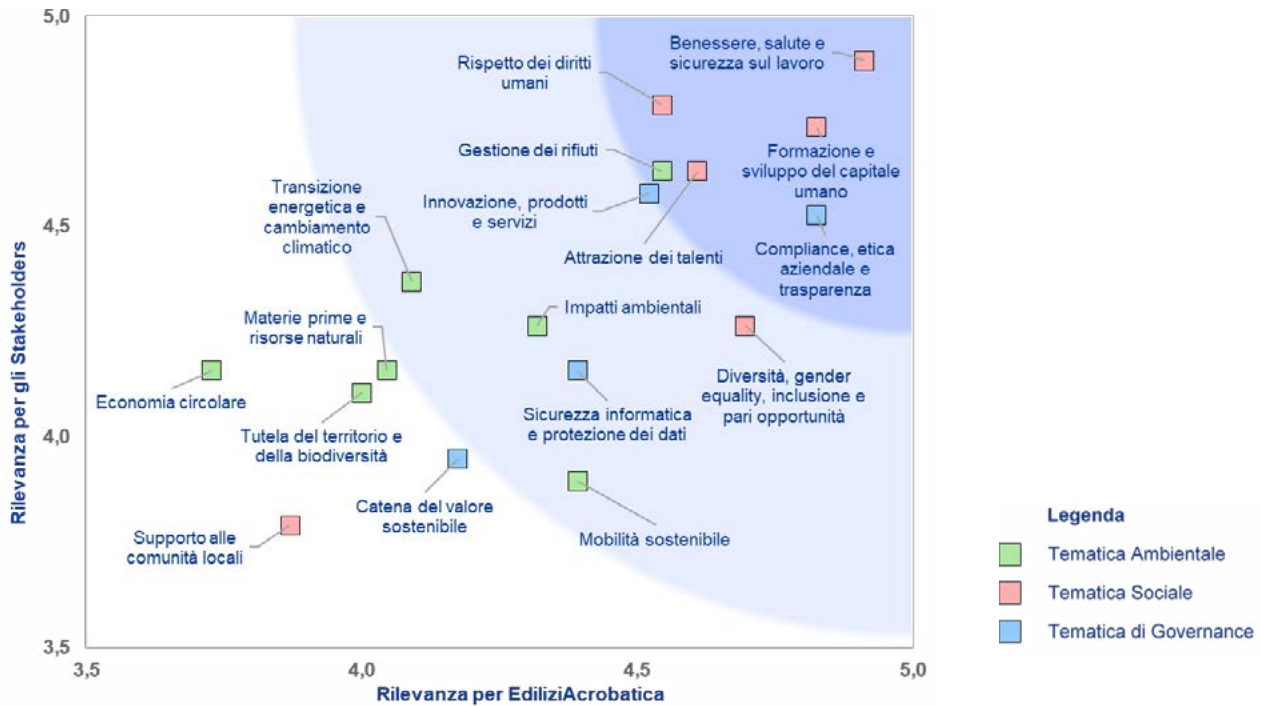 5,0
Benessere, salute e
sicurezza sul lavoro
Rispetto dei diritti
umani
Gestione dei rifiuti
Formazione e
sviluppo del capitale
umano
Transizione
energetica e
cambiamento
climatico
Innovazione, prodotti
e servizi
4,5
Attrazione dei talenti
Compliance, etica
aziendale e
trasparenza
Impatti ambientali
Materie prime e
risorse naturali
Economia circolare
Diversità, gender
equality, inclusione e
pari opportunità
Sicurezza informatica
e protezione dei dati
Tutela del territorio e
della biodiversità
4,0
Catena del valore
sostenibile
Mobilità sostenibile
Supporto alle
comunità locali
3,5
3,5
4,0
4,5
5,0
Rilevanza per gli Stakeholders
Rilevanza per EdiliziAcrobatica
Legenda
Tematica Ambientale
Tematica Sociale
Tematica di Governance